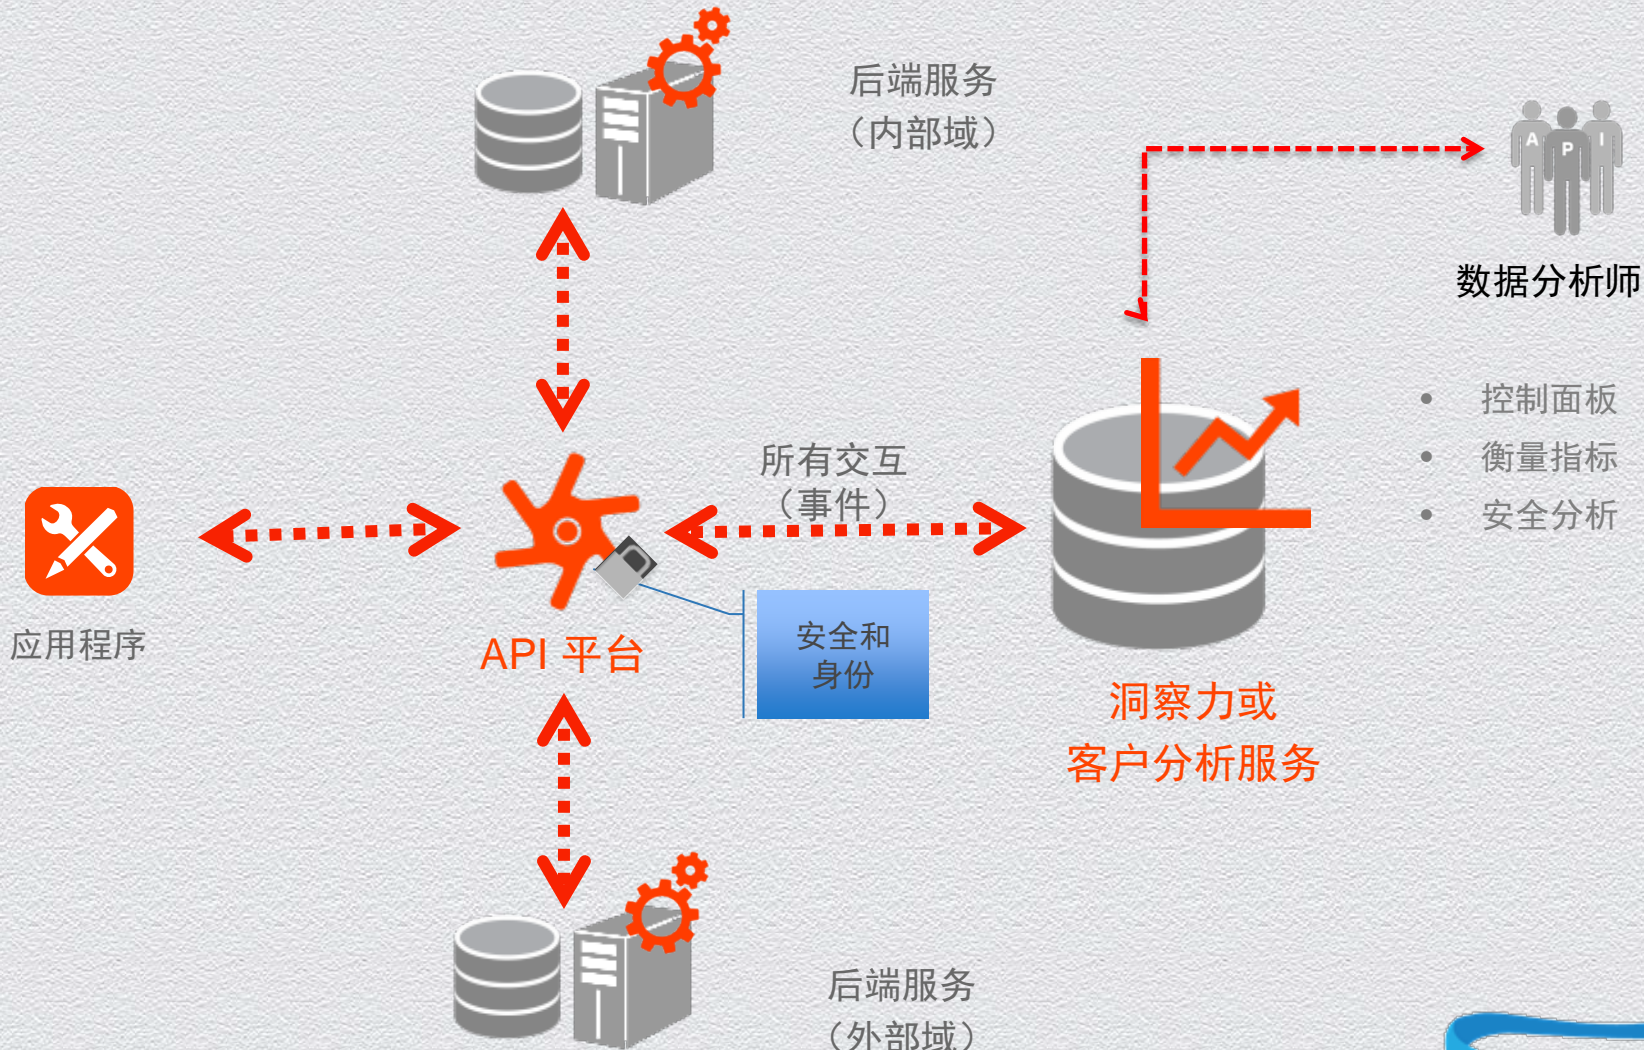 后端服务
（内部域）
A P I
数据分析师
控制面板
衡量指标
安全分析
所有交互
（事件）
应用程序
API 平台
安全和
身份
洞察力或
客户分析服务
后端服务
（外部域）